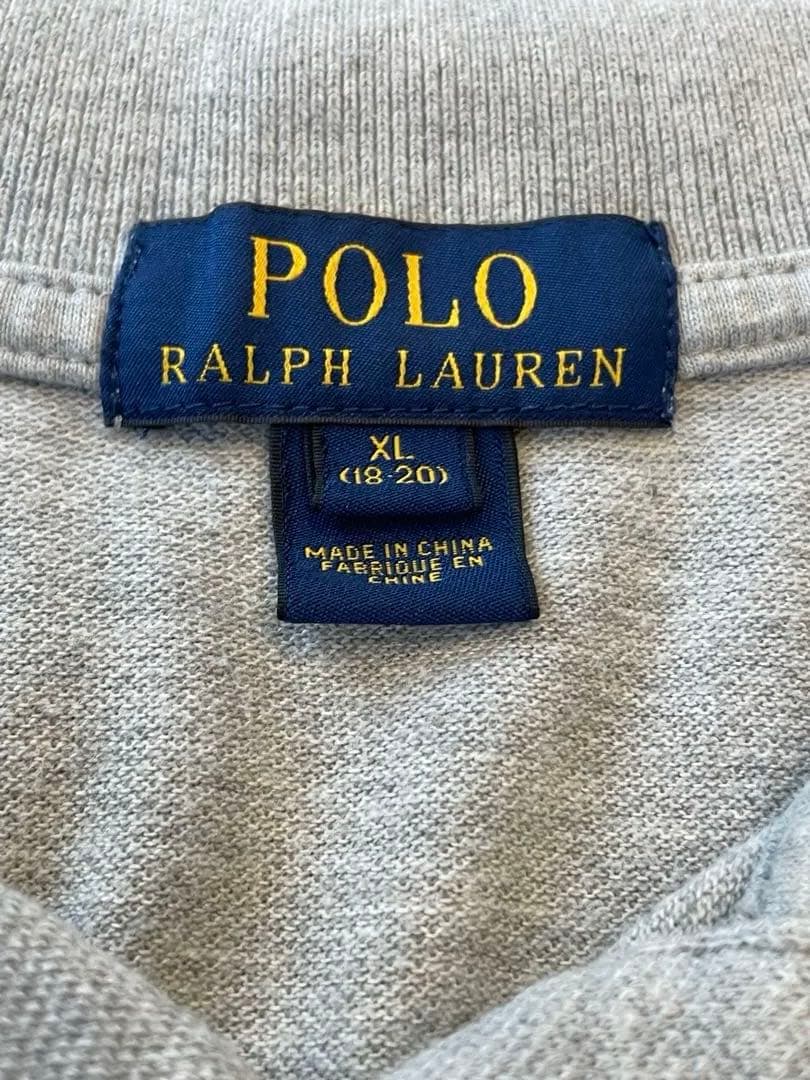 POLO
RALPH LAUREN
XL
(18-20)
MADE IN CHINA
FABRIQUE EN
CHINE